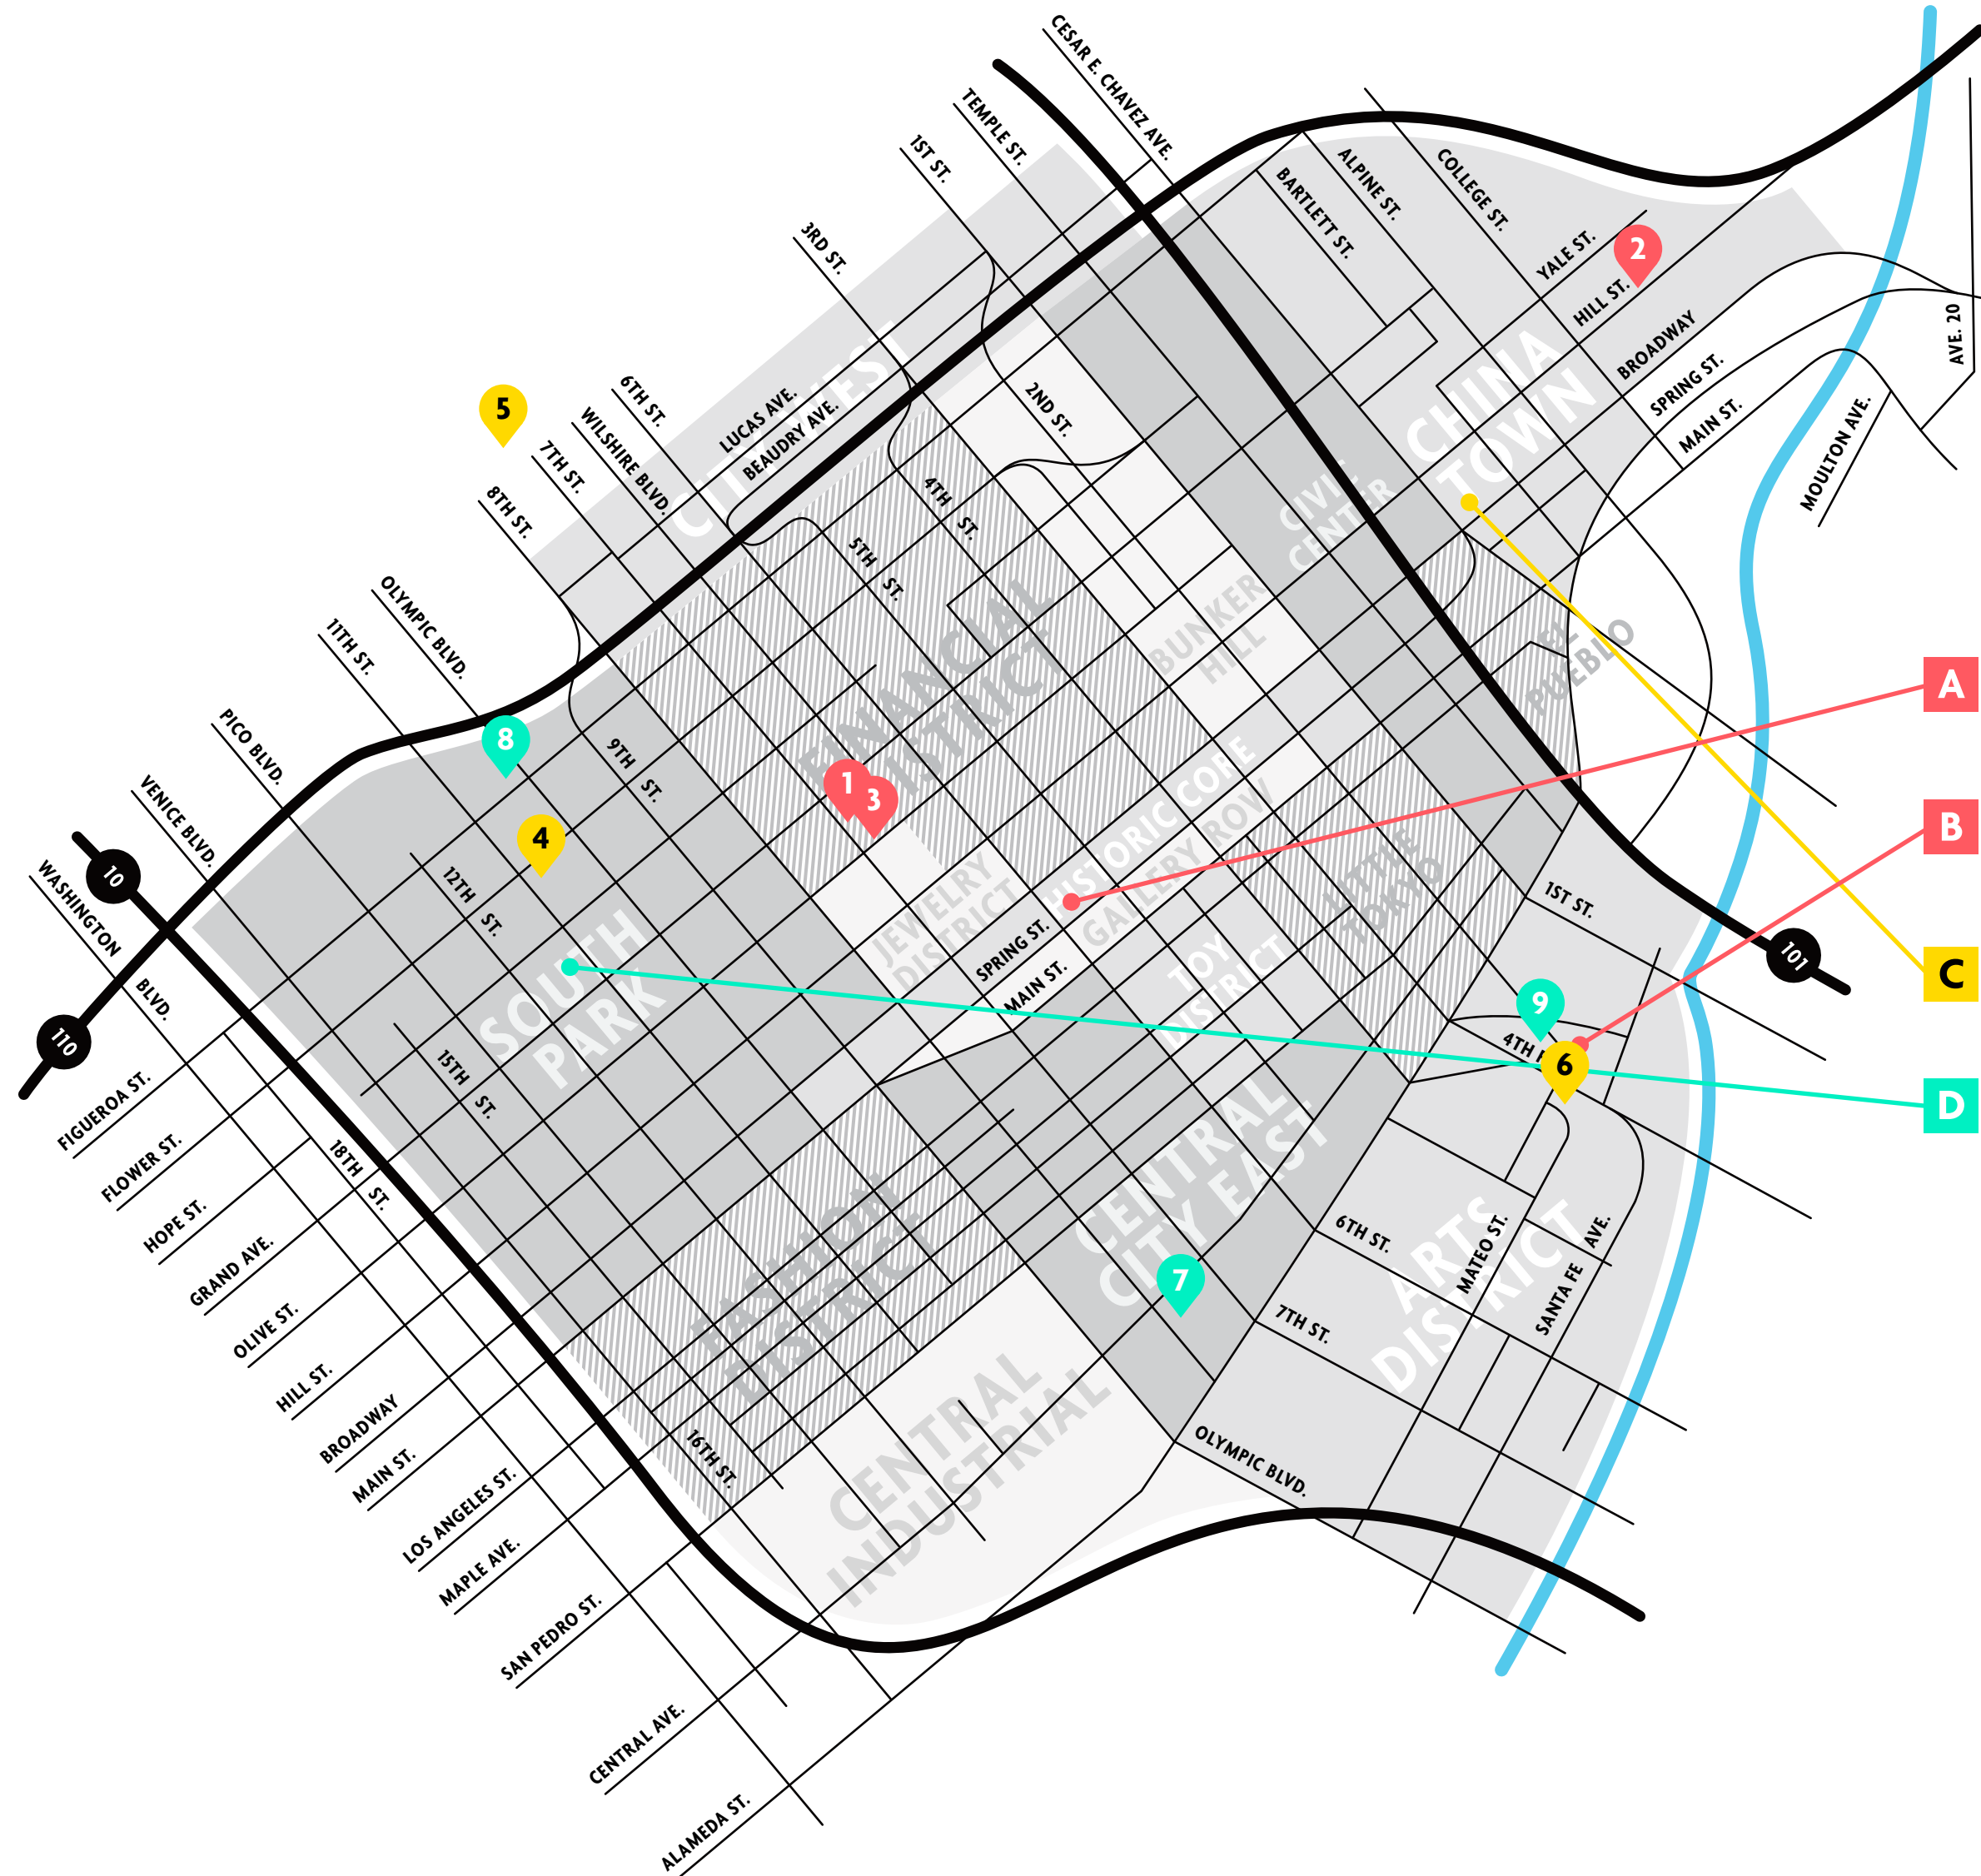 CESAR E. CHAVEZ AVE.
TEMPLE ST.
1ST ST.
3RD ST.
BARTLETT ST.
ALPINE ST.
COLLEGE ST.
YALE ST.
2
HILL ST.
BROADWAY
SPRING ST.
MAIN ST.
AVE. 20
MOULTON AVE.
CHINA
TOWN
6TH ST.
WILSHIRE BLVD.
7TH ST.
8TH ST.
5
LUCAS AVE.
BEAUDRY AVE.
CITY WEST
2ND ST.
4TH ST.
5TH ST.
CIVIC
CENTER
BUNKER
HILL
EL
PUEBLO
FINANCIAL
DISTRICT
OLYMPIC BLVD.
11TH ST.
PICO BLVD.
VENICE BLVD.
WASHINGTON BLVD.
8
9TH ST.
4
1
3
A
B
C
D
HISTORIC CORE
GALLERY ROW
LITTLE
TOKYO
JEWELRY
DISTRICT
SPRING ST.
MAIN ST.
TOY
DISTRICT
12TH ST.
SOUTH
PARK
15TH ST.
10
110
101
1ST ST.
9
4TH
6
FIGUEROA ST.
FLOWER ST.
HOPE ST.
GRAND AVE.
OLIVE ST.
HILL ST.
BROADWAY
MAIN ST.
LOS ANGELES ST.
MAPLE AVE.
SAN PEDRO ST.
CENTRAL AVE.
ALAMEDA ST.
18TH ST.
16TH ST.
FASHION
DISTRICT
CENTRAL
CITY EAST
7
CENTRAL
INDUSTRIAL
6TH ST.
7TH ST.
OLYMPIC BLVD.
MATEO ST.
SANTA FE AVE.
ARTS
DISTRICT